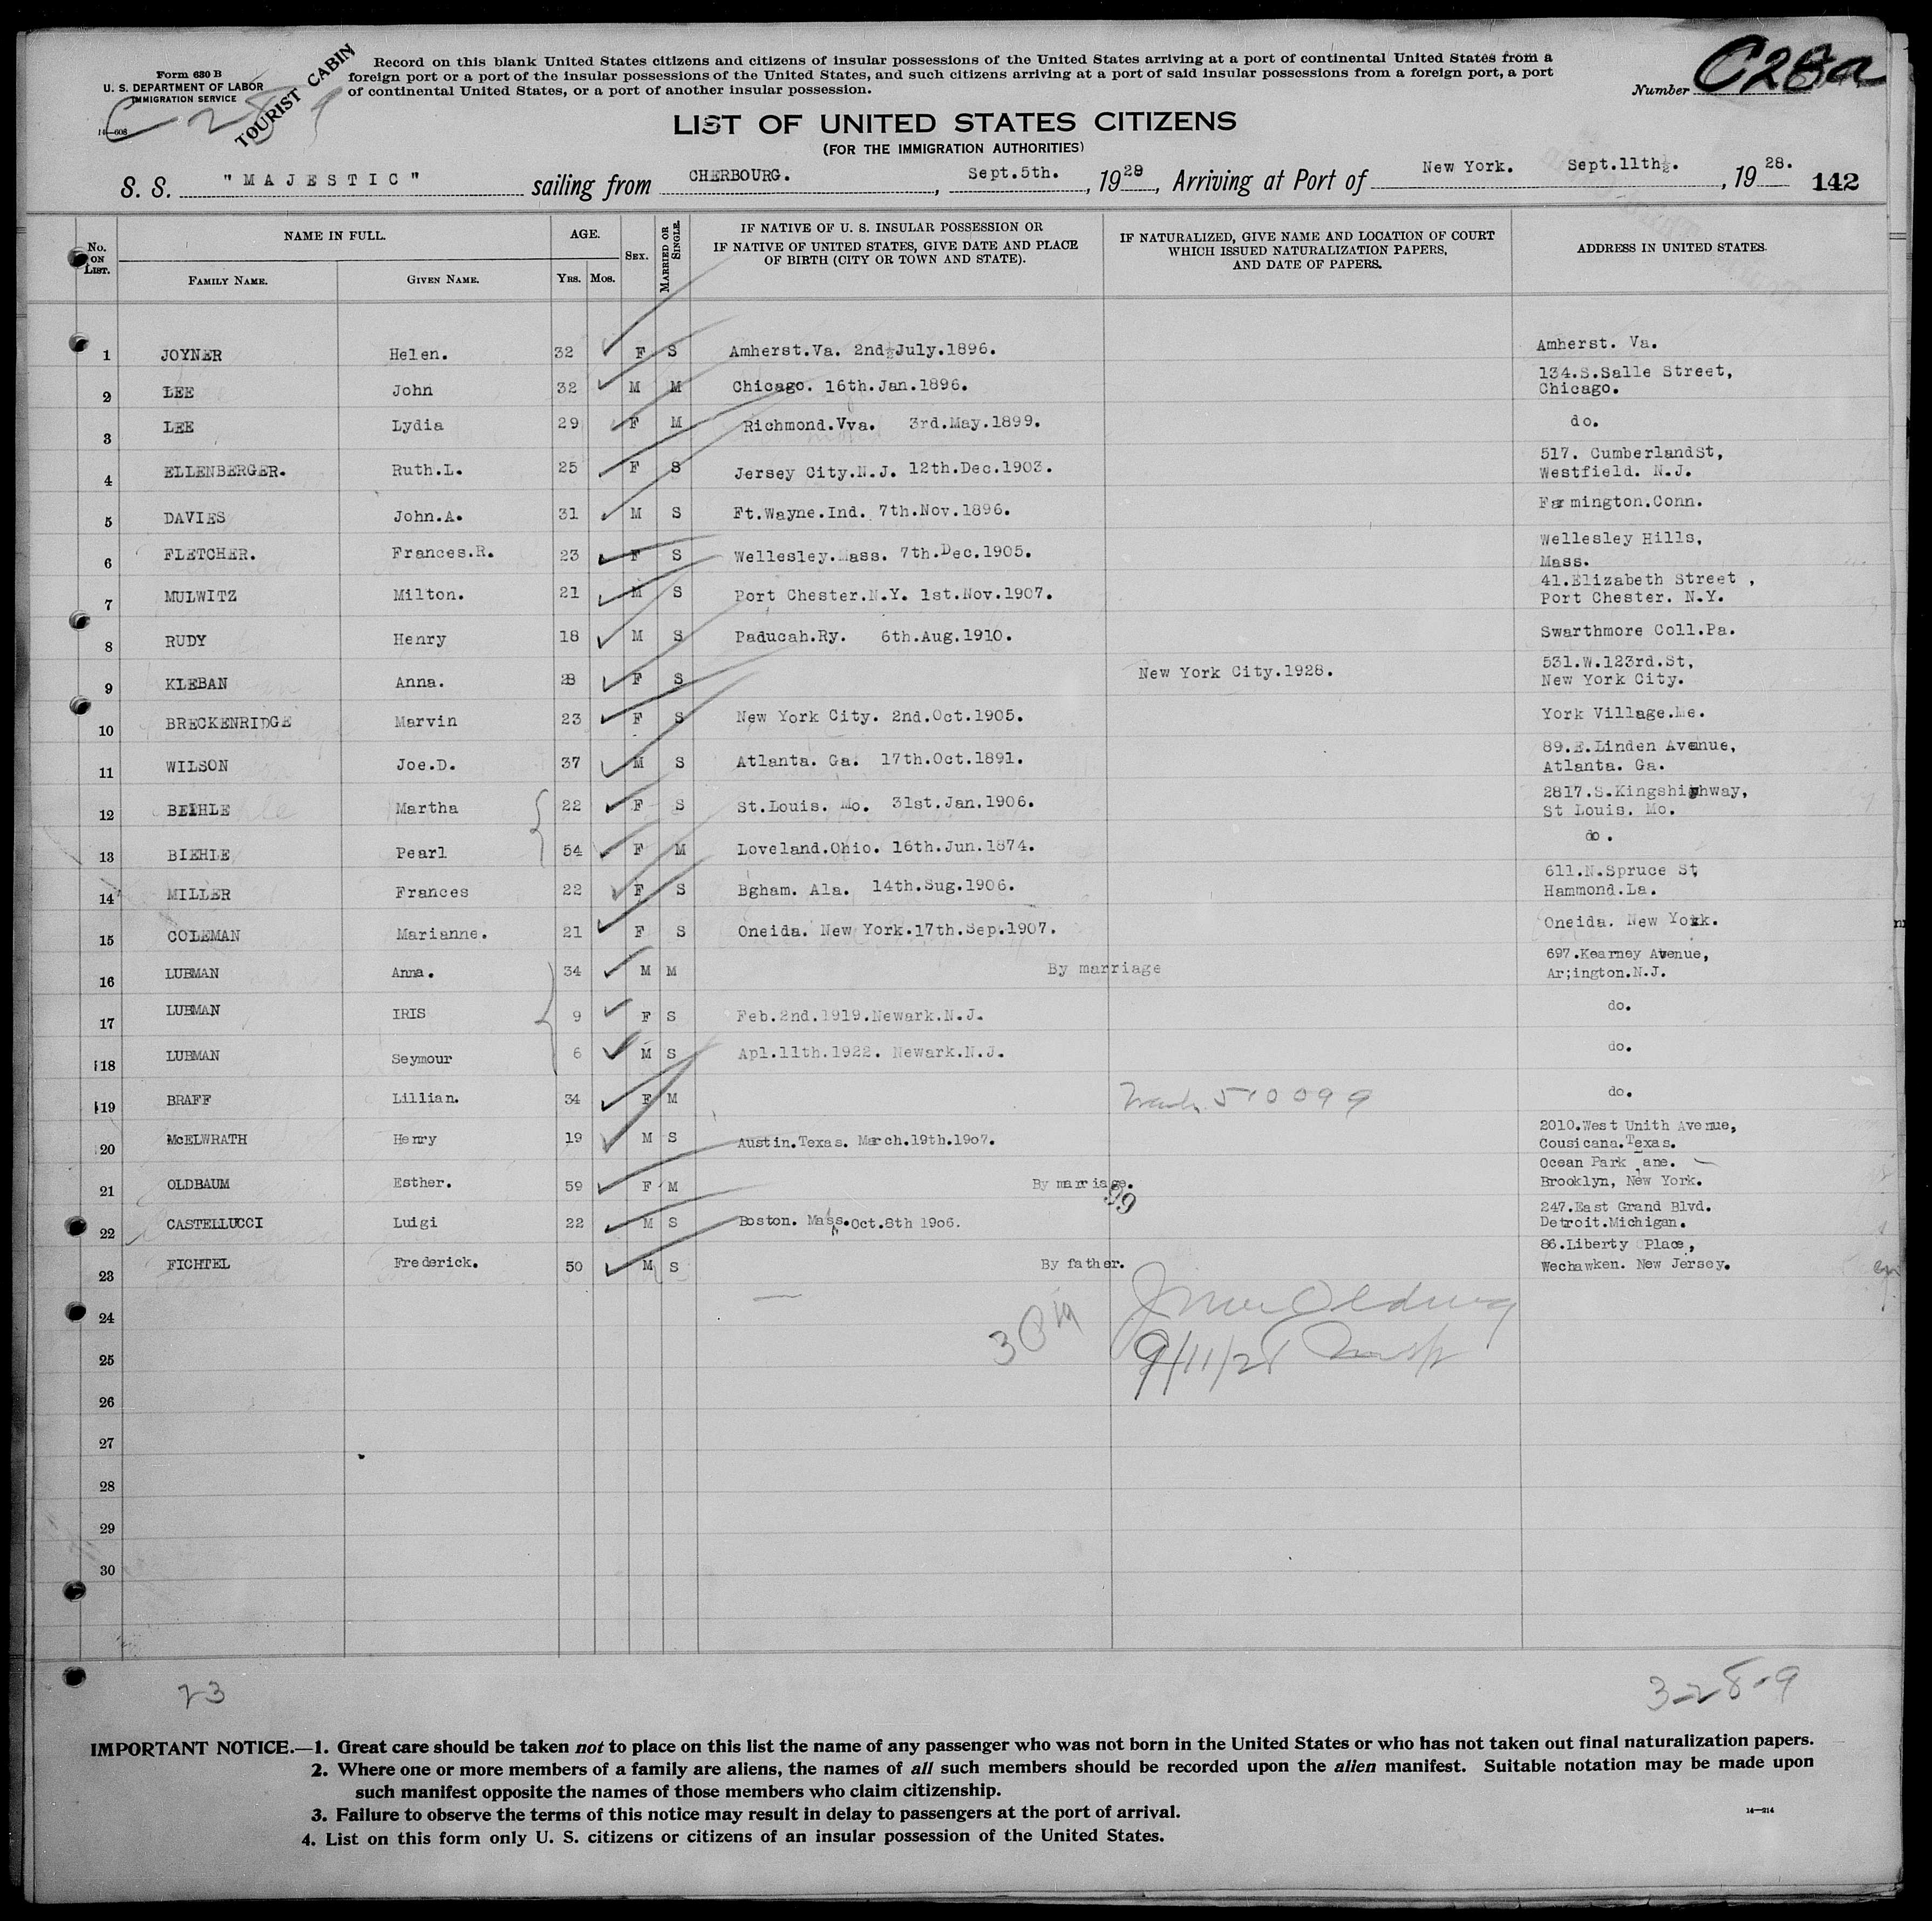 Form 630 B
U. S. DEPARTMENT OF LABOR
IMMIGRATION SERVICE
14—608
TOURIST CABIN
Record on this blank United States citizens and citizens of insular possessions of the United States arriving at a port of continental United States from a
foreign port or a port of the insular possessions of the United States, and such citizens arriving at a port of said insular possessions from a foreign port, a port
of continental United States, or a port of another insular possession.
Number C28a
LIST OF UNITED STATES CITIZENS
(FOR THE IMMIGRATION AUTHORITIES)
S. S. "MAJESTIC" sailing from CHERBOURG. , Sept.5th. , 1928 , Arriving at Port of New York. Sept.11th. , 19 28. 142
No. ON LIST. NAME IN FULL. FAMILY NAME. GIVEN NAME. AGE. YRS. MOS. SEX. MARRIED OR SINGLE. IF NATIVE OF U. S. INSULAR POSSESSION OR IF NATIVE OF UNITED STATES, GIVE DATE AND PLACE OF BIRTH (CITY OR TOWN AND STATE). IF NATURALIZED, GIVE NAME AND LOCATION OF COURT WHICH ISSUED NATURALIZATION PAPERS, AND DATE OF PAPERS. ADDRESS IN UNITED STATES.
1 JOYNER Helen. 32 F S Amherst.Va. 2nd July.1896. Amherst. Va.
2 LEE John 32 M M Chicago. 16th.Jan.1896. 134.S.Salle Street,
Chicago.
3 LEE Lydia 29 F M Richmond.Vva. 3rd.May.1899. do.
4 ELLENBERGER. Ruth.L. 25 F S Jersey City.N.J. 12th.Dec.1903. 517. CumberlandSt,
Westfield. N.J.
5 DAVIES John.A. 31 M S Ft.Wayne.Ind. 7th.Nov.1896. Farmington.Conn.
6 FLETCHER. Frances.R. 23 F S Wellesley.Mass. 7th.Dec.1905. Wellesley Hills,
Mass.
7 MULWITZ Milton. 21 M S Port Chester.N.Y. 1st.Nov.1907. 41.Elizabeth Street ,
Port Chester. N.Y.
8 RUDY Henry 18 M S Paducah.Ry. 6th.Aug.1910. Swarthmore Coll.Pa.
9 KLEBAN Anna. 28 F S New York City.1928. 531.W.123rd.St,
New York City.
10 BRECKENRIDGE Marvin 23 F S New York City. 2nd.Oct.1905. York Village.Me.
11 WILSON Joe.D. 37 M S Atlanta. Ga. 17th.Oct.1891. 89.E.Linden Avenue,
Atlanta. Ga.
12 BEIHLE Martha 22 F S St.Louis. Mo. 31st.Jan.1906. 2817.S.Kingshighway,
St Louis. Mo.
13 BIEHLE Pearl 54 F M Loveland.Ohio. 16th.Jun.1874. do.
14 MILLER Frances 22 F S Bgham. Ala. 14th.Sug.1906. 611.N.Spruce St,
Hammond.La.
15 COLEMAN Marianne. 21 F S Oneida. New York.17th.Sep.1907. Oneida. New York.
16 LUBMAN Anna. 34 M M By marriage 697.Kearney Avenue,
Ar;ington.N.J.
17 LUBMAN IRIS 9 F S Feb.2nd.1919.Newark.N.J. do.
18 LUBMAN Seymour 6 M S Apl.11th.1922. Newark.N.J. do.
19 BRAFF Lillian. 34 F M 510099 do.
20 McELWRATH Henry 19 M S Austin.Texas. March.19th.1907. 2010.West Unith Avenue,
Cousicana.Texas.
21 OLDBAUM Esther. 59 F M By marriage. 99 Ocean Park Lane.
Brooklyn, New York.
22 CASTELLUCCI Luigi 22 M S Boston. Mass.Oct.8th 1906. 247.East Grand Blvd.
Detroit.Michigan.
23 FICHTEL Frederick. 50 M S By father. 86.Liberty Place,
Wechawken. New Jersey.
24
25 9/11/28
26
27
28
29
30
23 3-28-9
IMPORTANT NOTICE.—1. Great care should be taken not to place on this list the name of any passenger who was not born in the United States or who has not taken out final naturalization papers.
2. Where one or more members of a family are aliens, the names of all such members should be recorded upon the alien manifest. Suitable notation may be made upon
such manifest opposite the names of those members who claim citizenship.
3. Failure to observe the terms of this notice may result in delay to passengers at the port of arrival.
14—214
4. List on this form only U. S. citizens or citizens of an insular possession of the United States.